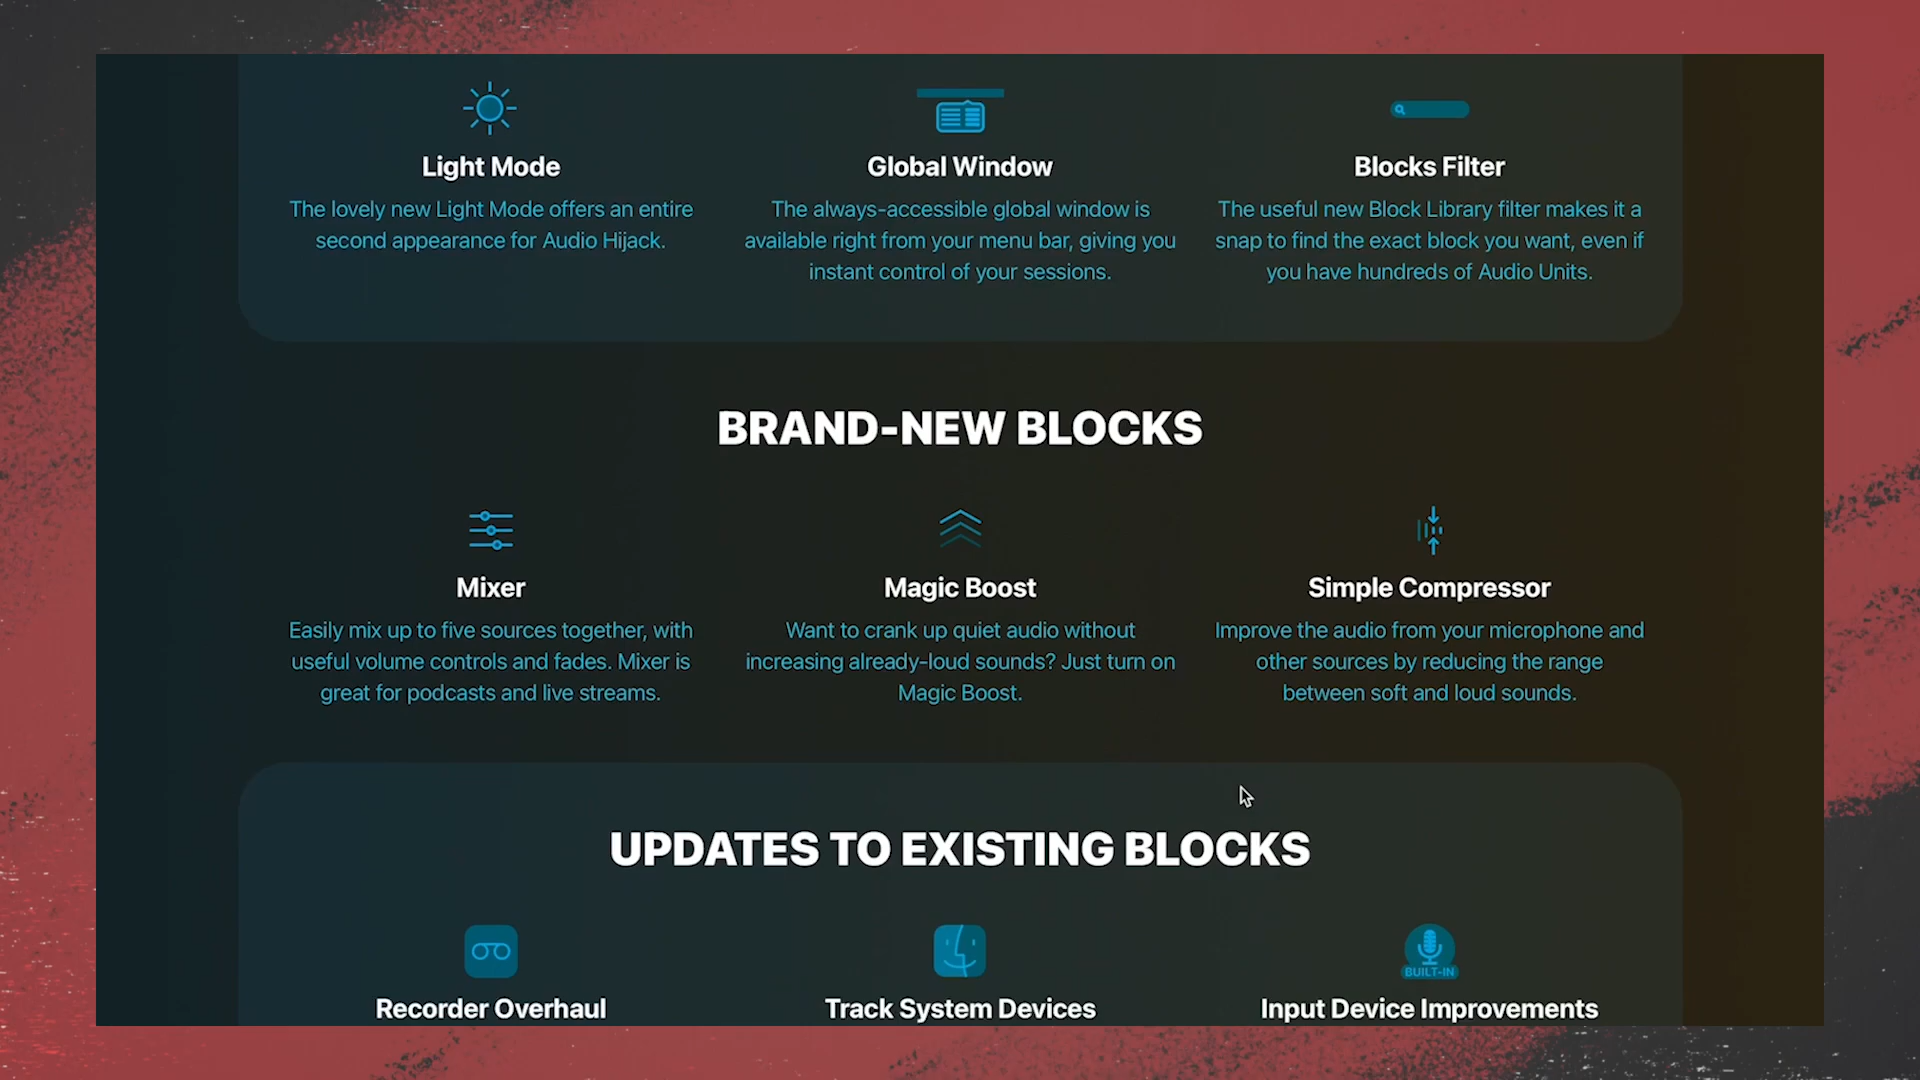 Light Mode
The lovely new Light Mode offers an entire
second appearance for Audio Hijack.
Global Window
The always-accessible global window is
available right from your menu bar, giving you
instant control of your sessions.
Blocks Filter
The useful new Block Library filter makes it a
snap to find the exact block you want, even if
you have hundreds of Audio Units.
BRAND-NEW BLOCKS
Mixer
Easily mix up to five sources together, with
useful volume controls and fades. Mixer is
great for podcasts and live streams.
Magic Boost
Want to crank up quiet audio without
increasing already-loud sounds? Just turn on
Magic Boost.
Simple Compressor
Improve the audio from your microphone and
other sources by reducing the range
between soft and loud sounds.
UPDATES TO EXISTING BLOCKS
Recorder Overhaul
Track System Devices
BUILT-IN
Input Device Improvements